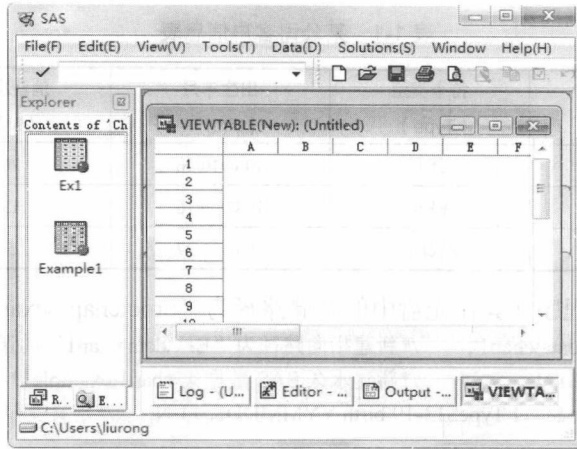 SAS
File(F) Edit(E) View(V) Tools(T) Data(D) Solutions(S) Window Help(H)
Explorer
Contents of 'Ch
Ex1
Example1
VIEWTABLE(New): (Untitled)
A B C D E F
1
2
3
4
5
6
7
8
9
10
R.. E...
Log - (U... Editor - ... Output -... VIEWTA...
C:\Users\liurong